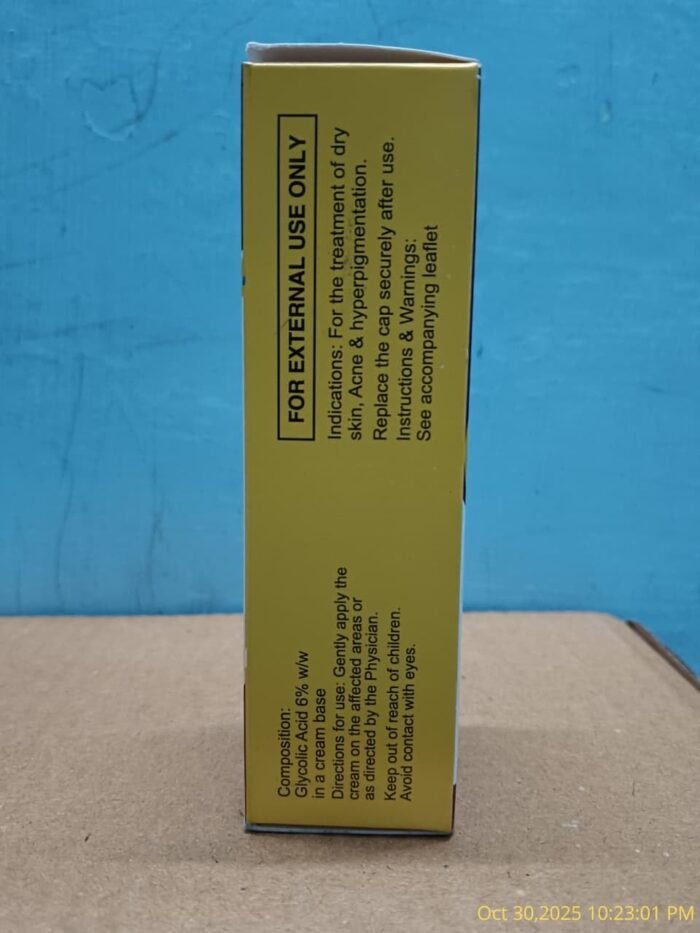 Composition:
Glycolic Acid 6% w/w
in a cream base
Directions for use: Gently apply the
cream on the affected areas or
as directed by the Physician.
Keep out of reach of children.
Avoid contact with eyes.
FOR EXTERNAL USE ONLY
Indications: For the treatment of dry
skin, Acne & hyperpigmentation.
Replace the cap securely after use.
Instructions & Warnings:
See accompanying leaflet
Oct 30,2025 10:23:01 PM